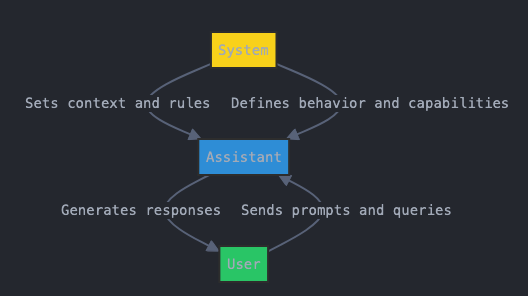 System
Sets context and rules
Defines behavior and capabilities
Assistant
Generates responses
Sends prompts and queries
User